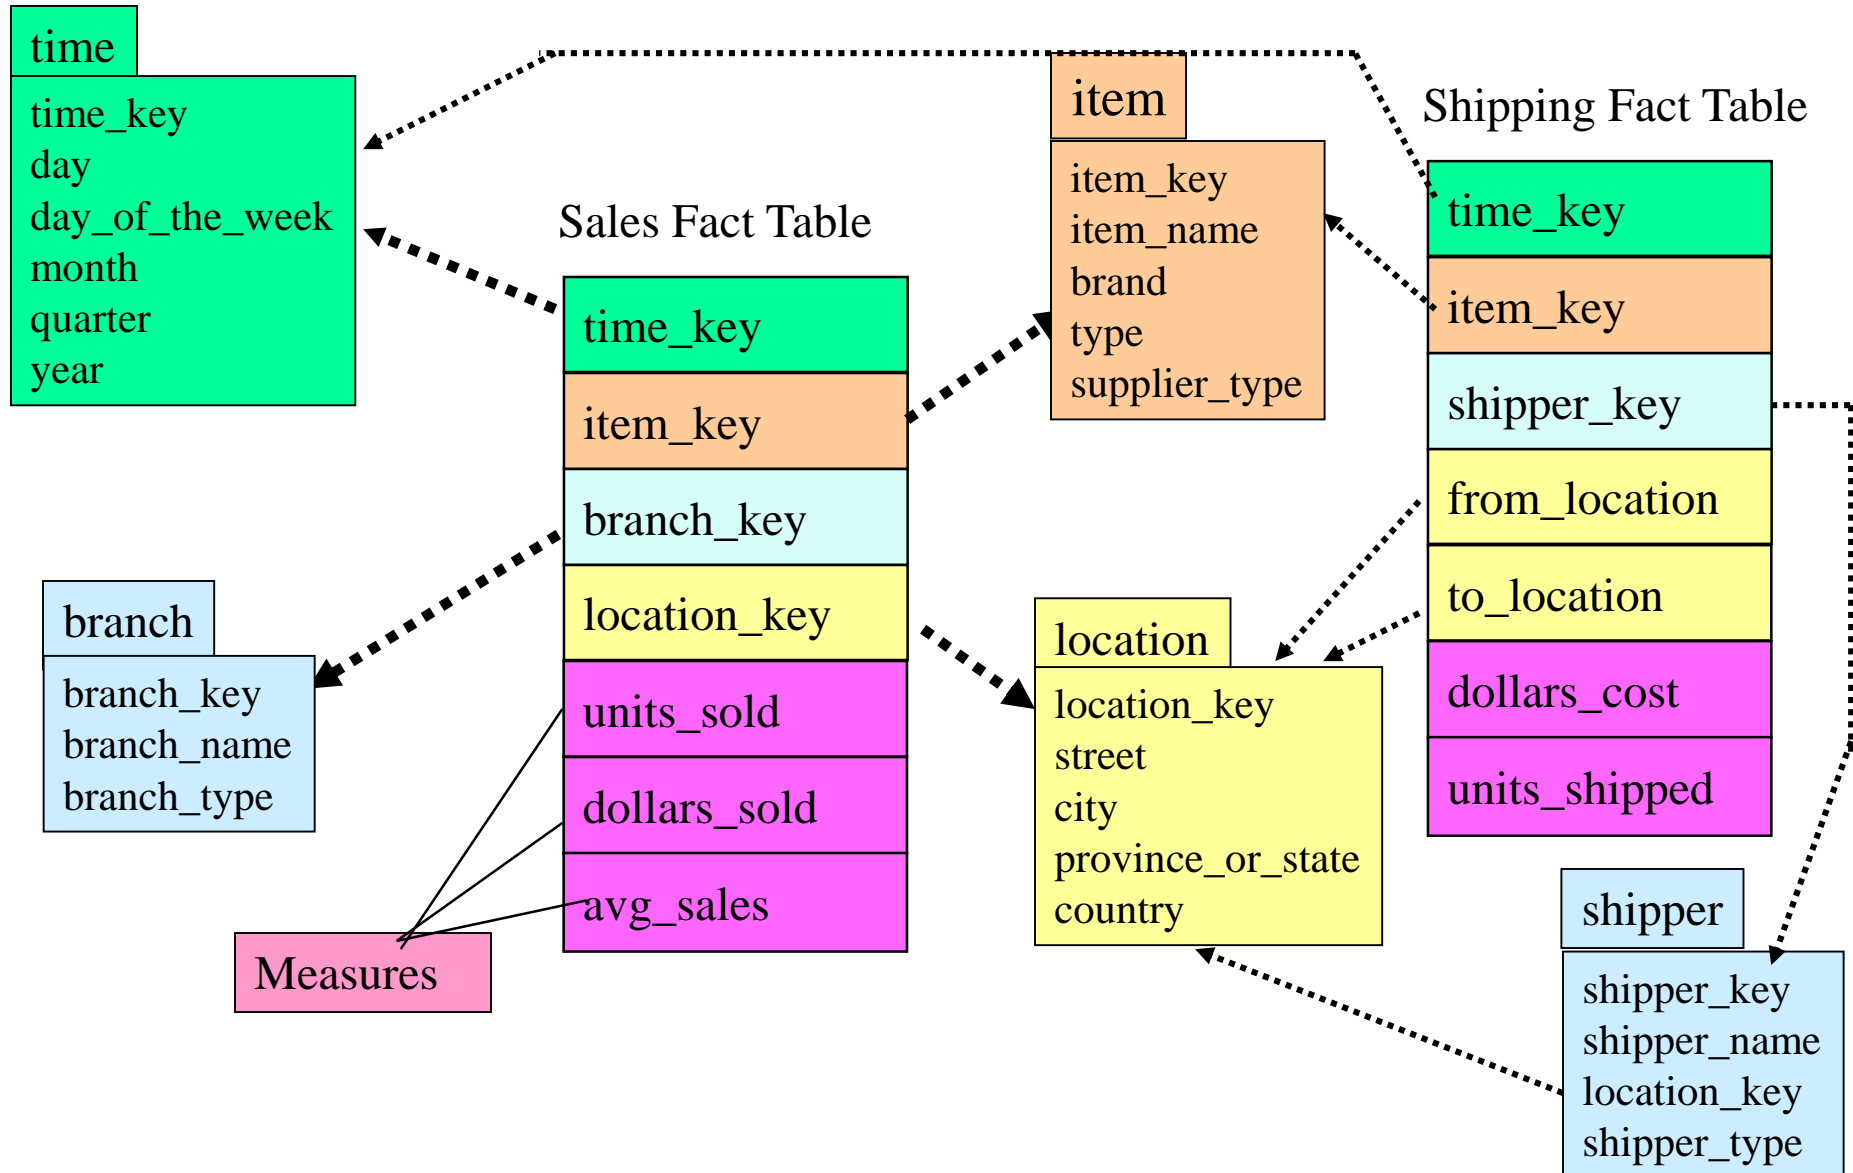 time
time_key
day
day_of_the_week
month
quarter
year
Sales Fact Table
time_key
item_key
branch_key
location_key
units_sold
dollars_sold
avg_sales
Measures
branch
branch_key
branch_name
branch_type
item
item_key
item_name
brand
type
supplier_type
location
location_key
street
city
province_or_state
country
Shipping Fact Table
time_key
item_key
shipper_key
from_location
to_location
dollars_cost
units_shipped
shipper
shipper_key
shipper_name
location_key
shipper_type